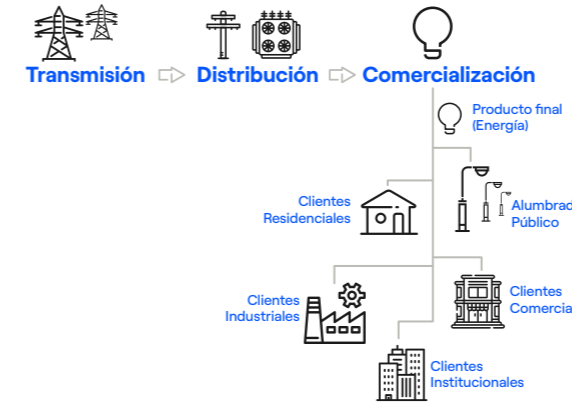 Transmisión
Distribución
Comercialización
Producto final
(Energía)
Alumbrad
Público
Clientes
Residenciales
Clientes
Comercia
Clientes
Industriales
Clientes
Institucionales